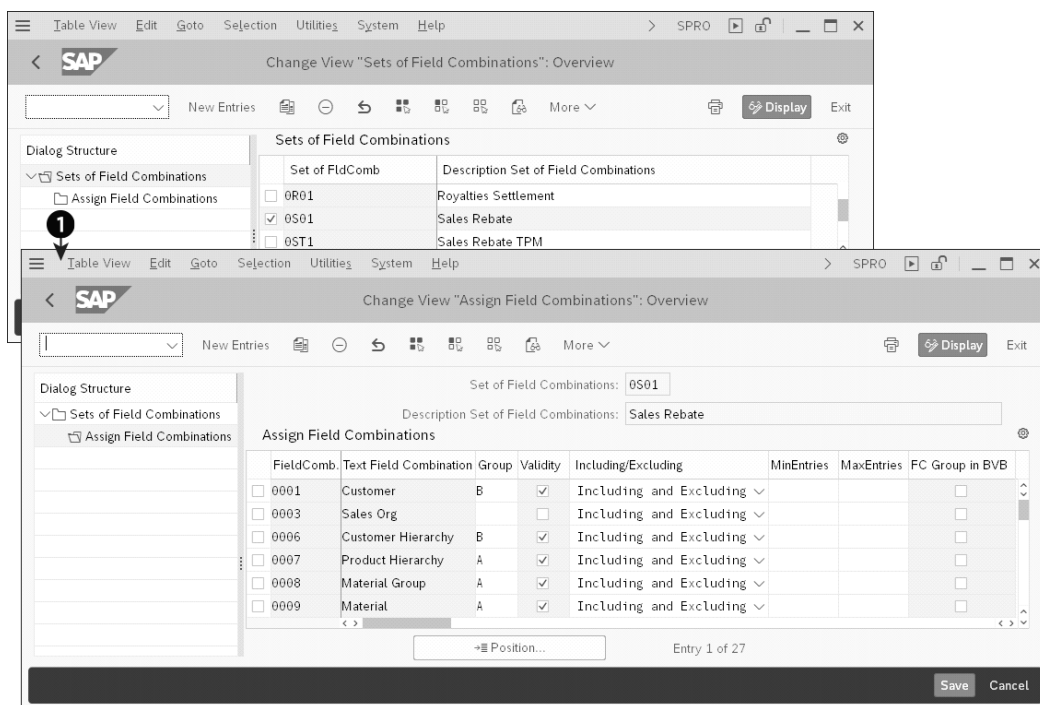 Table View Edit Goto Selection Utilities System Help > SPRO
< SAP Change View "Sets of Field Combinations": Overview
New Entries More Display Exit
Dialog Structure
Sets of Field Combinations
Assign Field Combinations
Sets of Field Combinations
Set of FldComb Description Set of Field Combinations
0R01 Royalties Settlement
0S01 Sales Rebate
0ST1 Sales Rebate TPM
1
Table View Edit Goto Selection Utilities System Help > SPRO
< SAP Change View "Assign Field Combinations": Overview
New Entries More Display Exit
Dialog Structure
Sets of Field Combinations
Assign Field Combinations
Set of Field Combinations: 0S01
Description Set of Field Combinations: Sales Rebate
Assign Field Combinations
FieldComb. Text Field Combination Group Validity Including/Excluding MinEntries MaxEntries FC Group in BVB
0001 Customer B Including and Excluding
0003 Sales Org Including and Excluding
0006 Customer Hierarchy B Including and Excluding
0007 Product Hierarchy A Including and Excluding
0008 Material Group A Including and Excluding
0009 Material A Including and Excluding
Position... Entry 1 of 27
Save Cancel